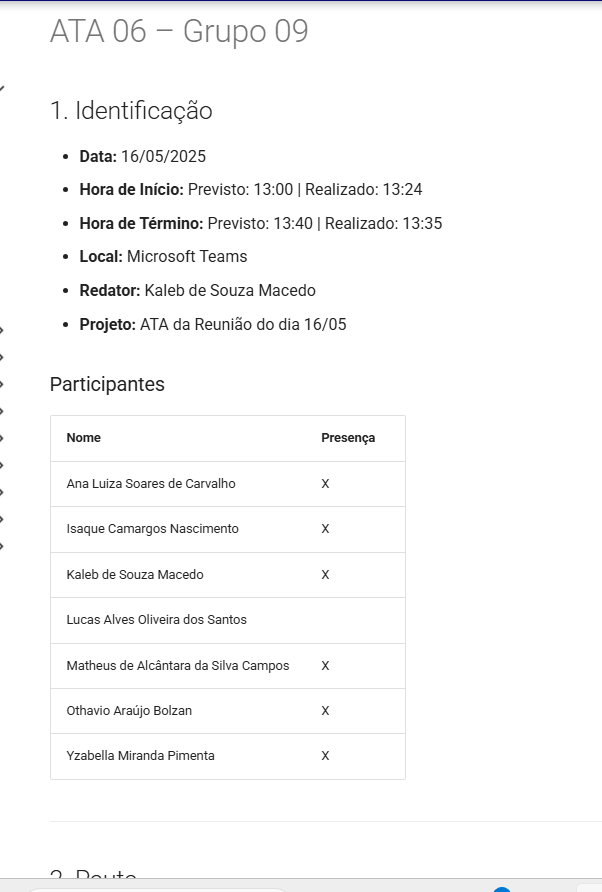 ATA 06 – Grupo 09
1. Identificação
Data: 16/05/2025
Hora de Início: Previsto: 13:00 | Realizado: 13:24
Hora de Término: Previsto: 13:40 | Realizado: 13:35
Local: Microsoft Teams
Redator: Kaleb de Souza Macedo
Projeto: ATA da Reunião do dia 16/05
Participantes
Nome Presença
Ana Luiza Soares de Carvalho X
Isaque Camargos Nascimento X
Kaleb de Souza Macedo X
Lucas Alves Oliveira dos Santos
Matheus de Alcântara da Silva Campos X
Othavio Araújo Bolzan X
Yzabella Miranda Pimenta X
2. Pauta